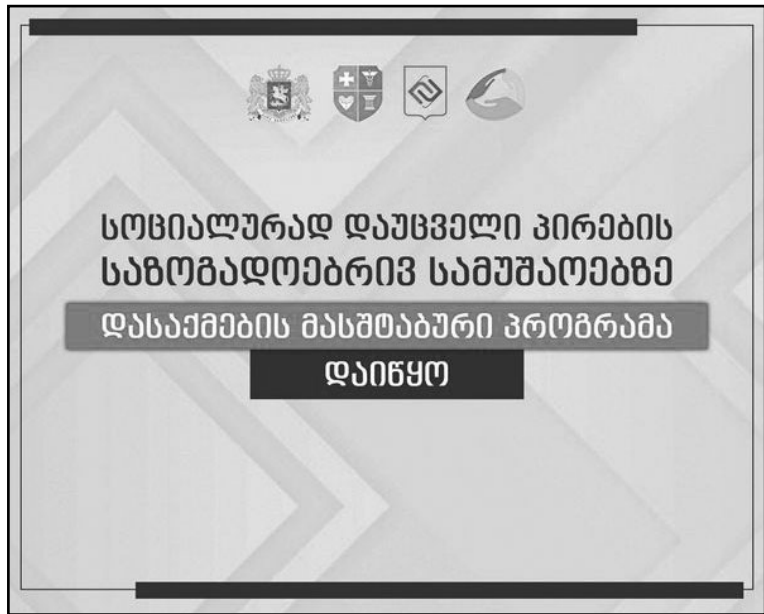 სოციალურად დაუცველი პირების
საზოგადოებრივ სამუშაოებზე
დასაქმების მასშტაბური პროგრამა
დაიწყო